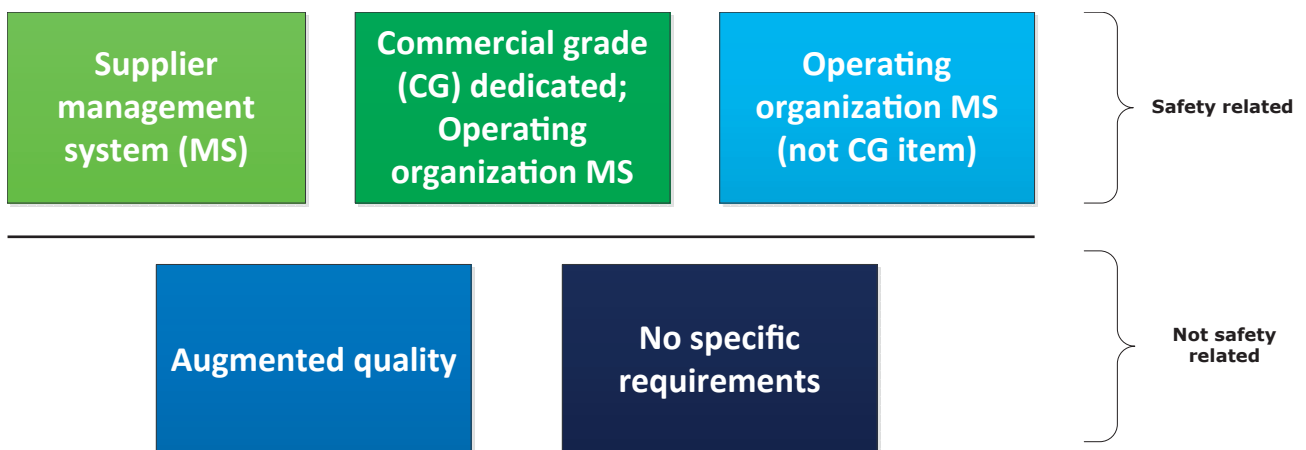 Supplier
management
system (MS)
Commercial grade
(CG) dedicated;
Operating
organization MS
Operating
organization MS
(not CG item)
Safety related
Augmented quality
No specific
requirements
Not safety
related